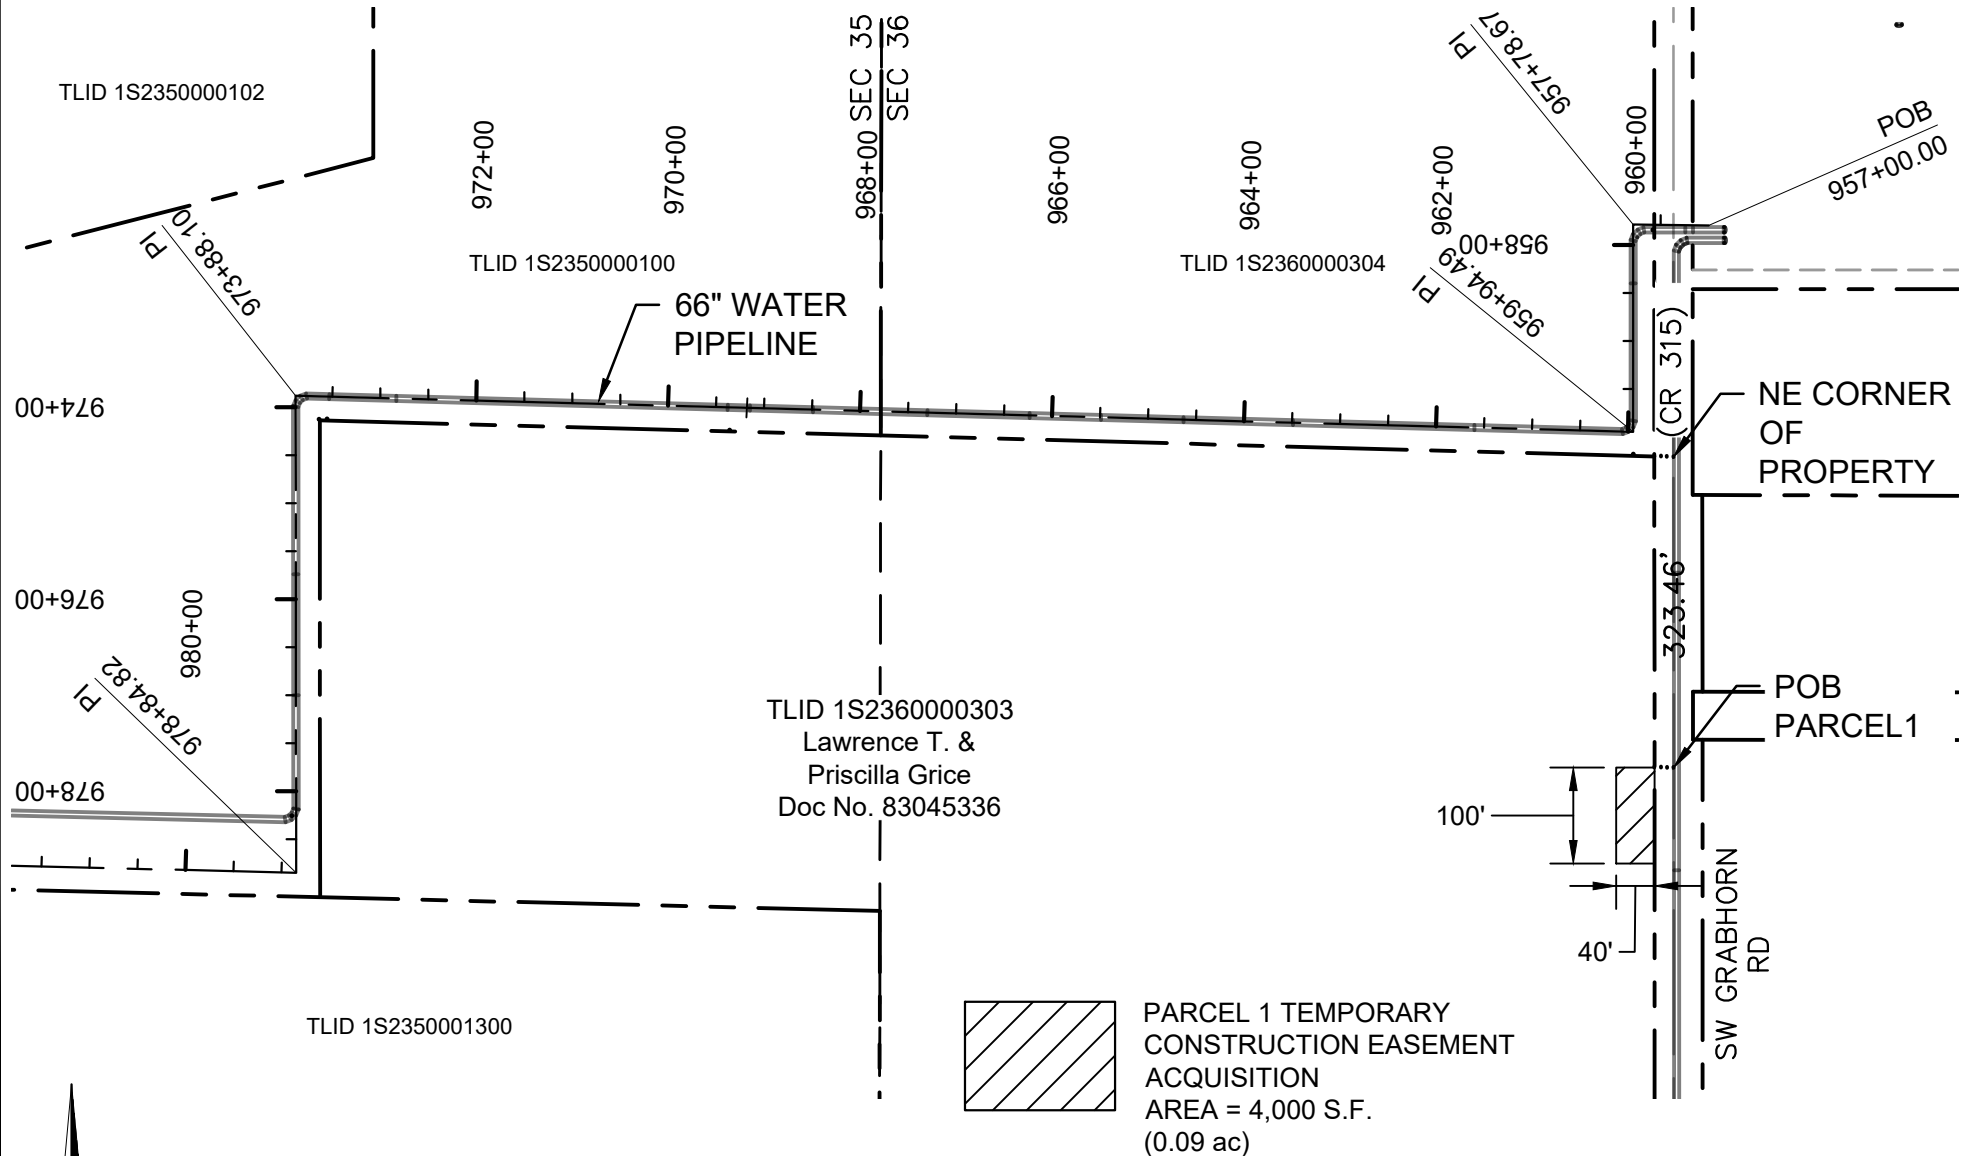 TLID 1S2350000102
SEC 35
SEC 36
957+78.67
PI
POB
957+00.00
972+00
970+00
968+00
966+00
964+00
962+00
960+00
958+00
973+88.10
PI
TLID 1S2350000100
TLID 1S2360000304
959+94.49
PI
66" WATER
PIPELINE
(CR 315)
974+00
NE CORNER
OF
PROPERTY
976+00
980+00
323.46'
978+84.82
PI
POB
PARCEL1
TLID 1S2360000303
Lawrence T. &
Priscilla Grice
Doc No. 83045336
978+00
100'
40'
SW GRABHORN
RD
TLID 1S2350001300
PARCEL 1 TEMPORARY
CONSTRUCTION EASEMENT
ACQUISITION
AREA = 4,000 S.F.
(0.09 ac)